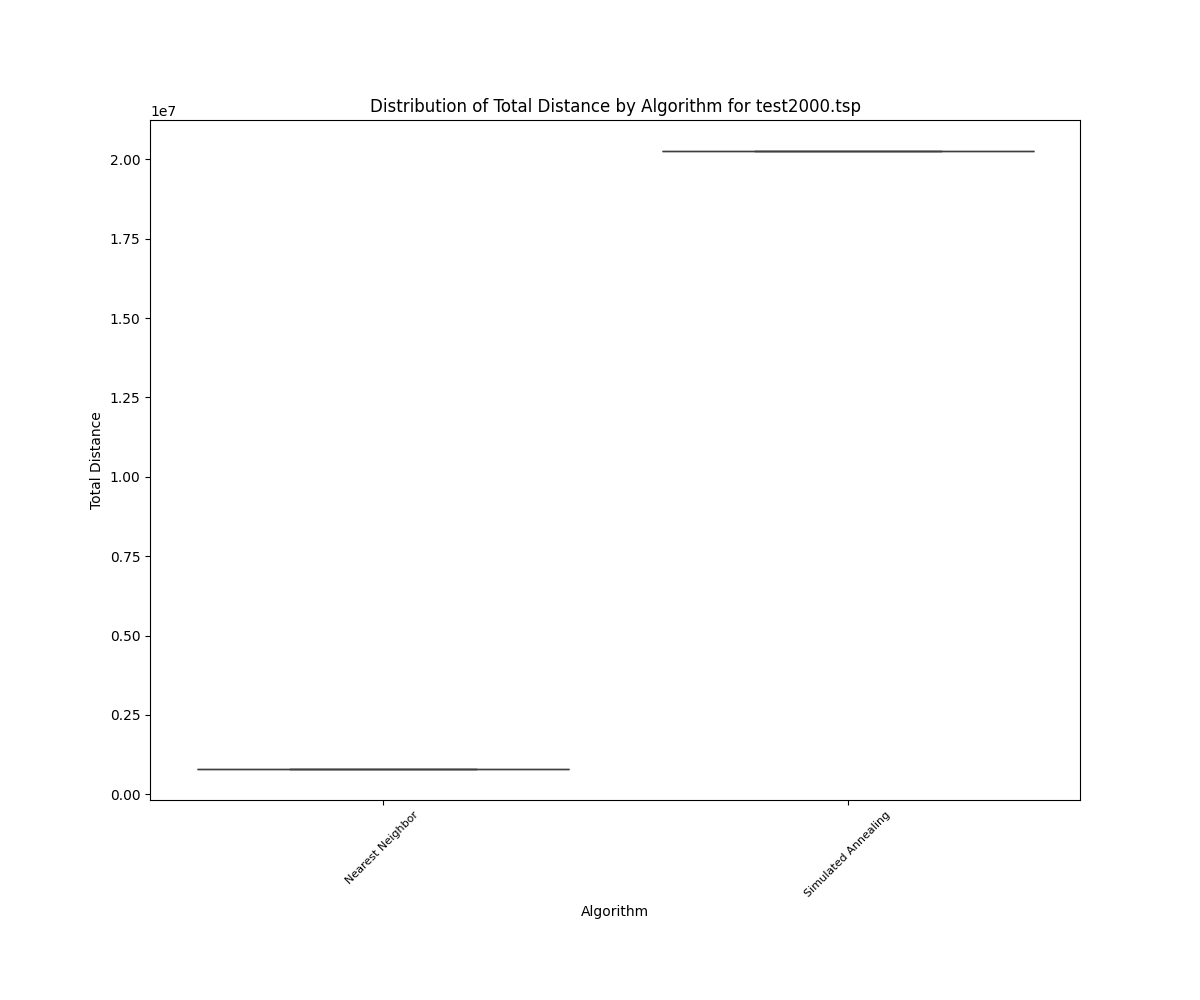 Distribution of Total Distance by Algorithm for test2000.tsp
1e7
2.00
1.75
1.50
1.25
1.00
0.75
0.50
0.25
0.00
Total Distance
Nearest Neighbor
Simulated Annealing
Algorithm